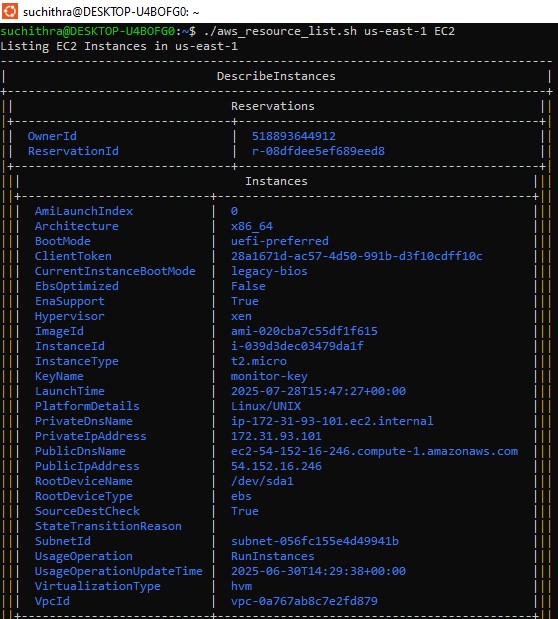 suchithra@DESKTOP-U4BOFG0: ~
suchithra@DESKTOP-U4BOFG0:~$ ./aws_resource_list.sh us-east-1 EC2
Listing EC2 Instances in us-east-1
DescribeInstances
Reservations
OwnerId 518893644912
ReservationId r-08dfdee5ef689eed8
Instances
AmiLaunchIndex 0
Architecture x86_64
BootMode uefi-preferred
ClientToken 28a1671d-ac57-4d50-991b-d3f10cdff10c
CurrentInstanceBootMode legacy-bios
EbsOptimized False
EnaSupport True
Hypervisor xen
ImageId ami-020cba7c55df1f615
InstanceId i-039d3dec03479da1f
InstanceType t2.micro
KeyName monitor-key
LaunchTime 2025-07-28T15:47:27+00:00
PlatformDetails Linux/UNIX
PrivateDnsName ip-172-31-93-101.ec2.internal
PrivateIpAddress 172.31.93.101
PublicDnsName ec2-54-152-16-246.compute-1.amazonaws.com
PublicIpAddress 54.152.16.246
RootDeviceName /dev/sda1
RootDeviceType ebs
SourceDestCheck True
StateTransitionReason
SubnetId subnet-056fc155e4d49941b
UsageOperation RunInstances
UsageOperationUpdateTime 2025-06-30T14:29:38+00:00
VirtualizationType hvm
VpcId vpc-0a767ab8c7e2fd879